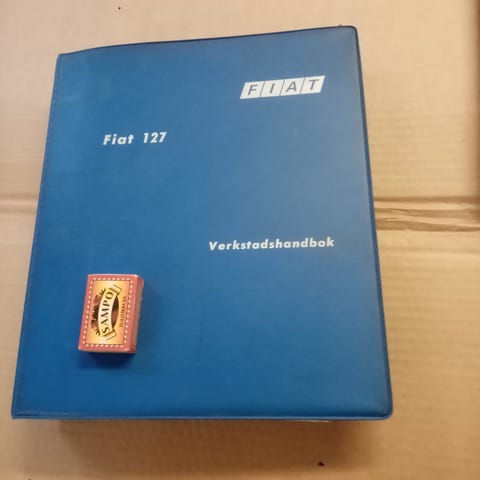 FIAT
Fiat 127
Verkstadshandbok
SAMPO